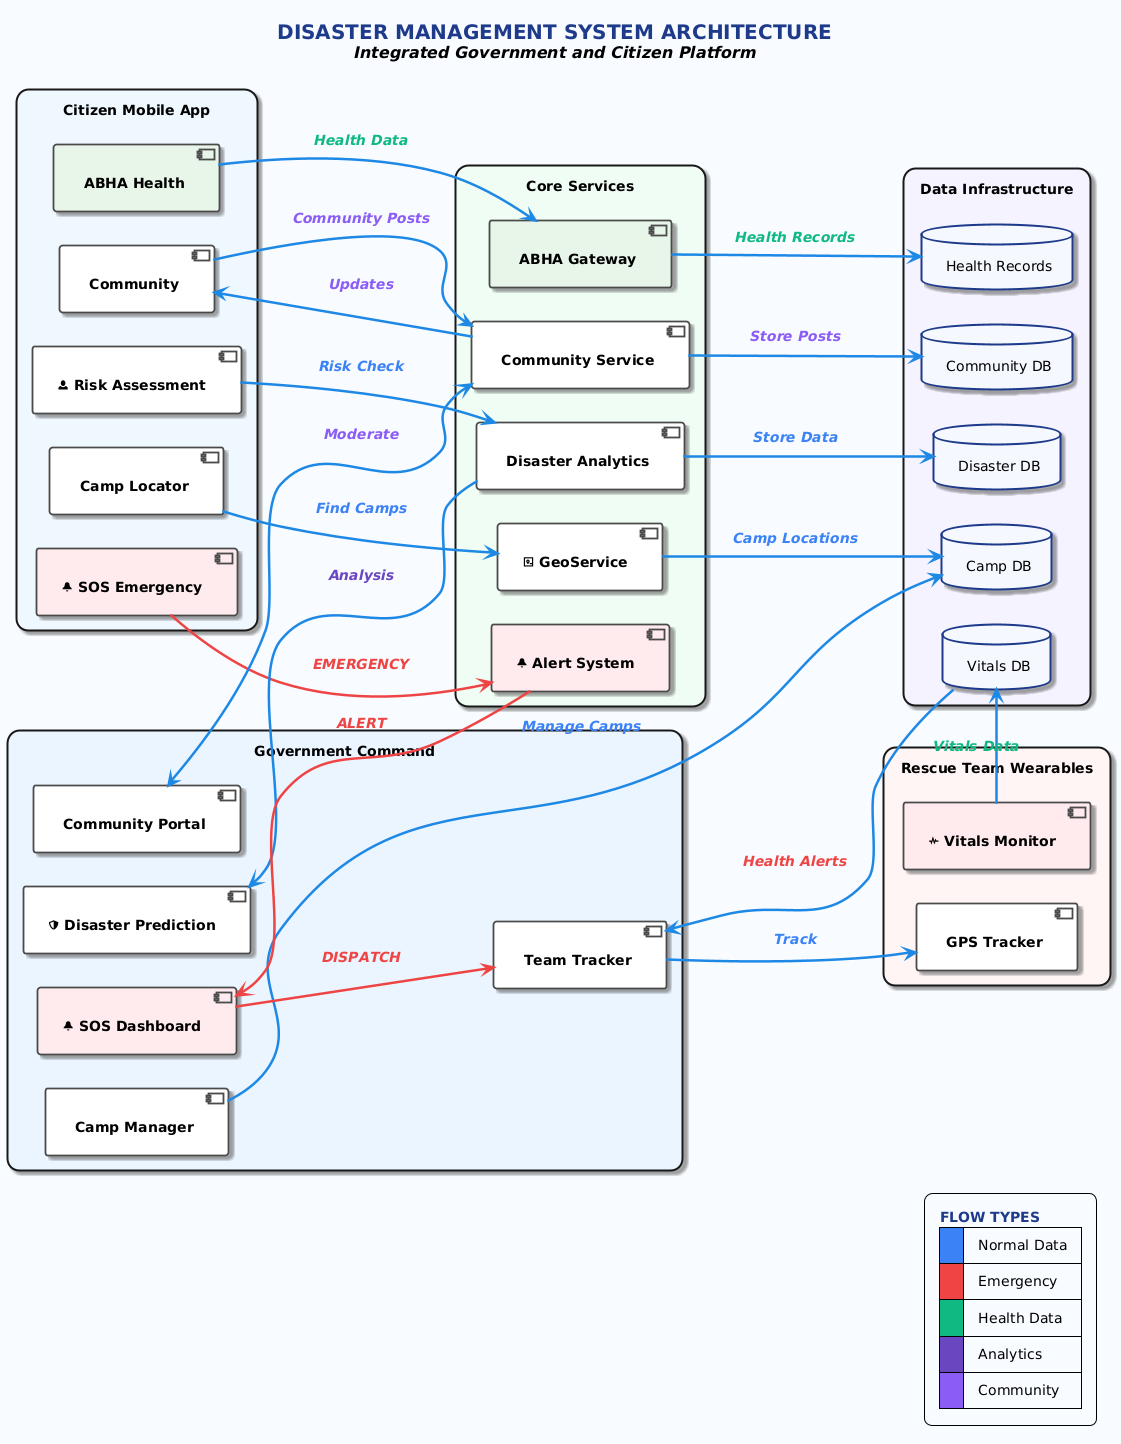 DISASTER MANAGEMENT SYSTEM ARCHITECTURE
Integrated Government and Citizen Platform
Citizen Mobile App
ABHA Health
Community
Risk Assessment
Camp Locator
SOS Emergency
Health Data
Community Posts
Updates
Risk Check
Moderate
Find Camps
Analysis
EMERGENCY
ALERT
Core Services
ABHA Gateway
Community Service
Disaster Analytics
GeoService
Alert System
Manage Camps
Health Records
Store Posts
Store Data
Camp Locations
Data Infrastructure
Health Records
Community DB
Disaster DB
Camp DB
Vitals DB
Vitals Data
Government Command
Community Portal
Disaster Prediction
SOS Dashboard
Camp Manager
DISPATCH
Team Tracker
Health Alerts
Track
Rescue Team Wearables
Vitals Monitor
GPS Tracker
FLOW TYPES
Normal Data
Emergency
Health Data
Analytics
Community